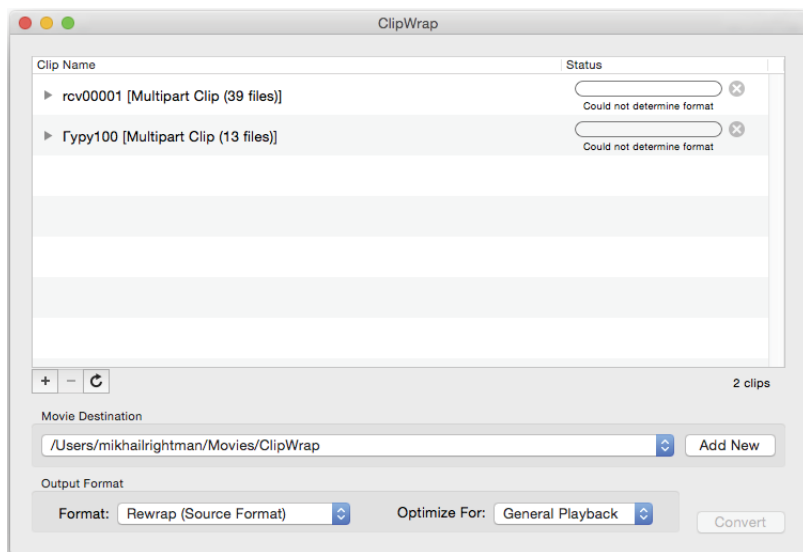 ClipWrap
Clip Name Status
rcv00001 [Multipart Clip (39 files)]
Could not determine format
Гуру100 [Multipart Clip (13 files)]
Could not determine format
+ −
2 clips
Movie Destination
/Users/mikhailrightman/Movies/ClipWrap Add New
Output Format
Format: Rewrap (Source Format) Optimize For: General Playback
Convert